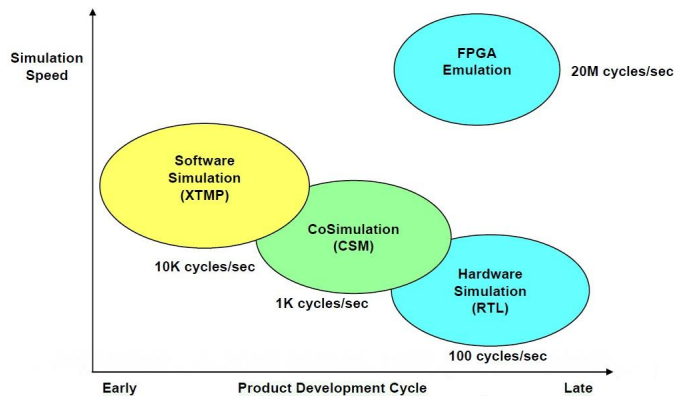 Simulation
Speed
FPGA
Emulation
20M cycles/sec
Software
Simulation
(XTMP)
10K cycles/sec
CoSimulation
(CSM)
1K cycles/sec
Hardware
Simulation
(RTL)
100 cycles/sec
Early
Product Development Cycle
Late